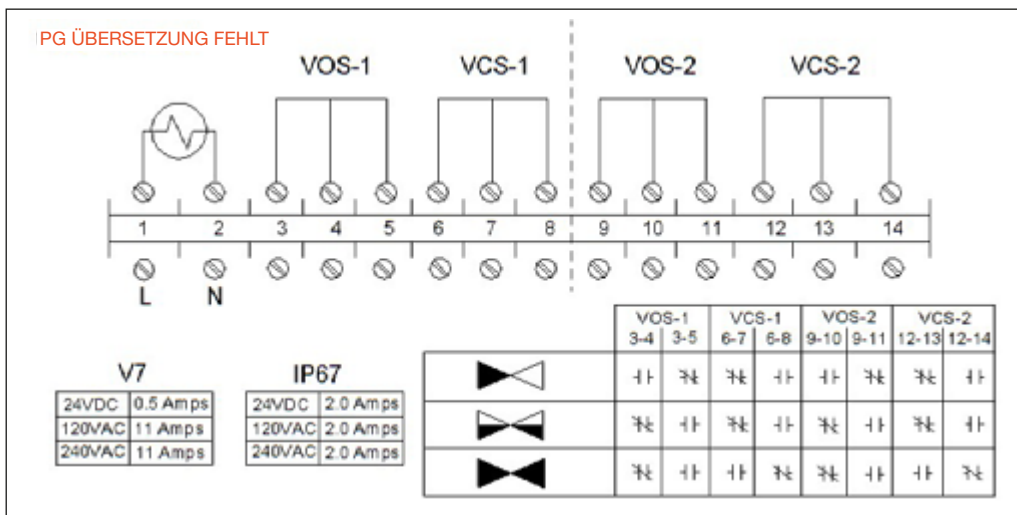 PG ÜBERSETZUNG FEHLT
VOS-1 VCS-1 VOS-2 VCS-2
1 2 3 4 5 6 7 8 9 10 11 12 13 14
L N
VOS-1 VCS-1 VOS-2 VCS-2
3-4 3-5 6-7 6-8 9-10 9-11 12-13 12-14
V7
24VDC 0.5 Amps
120VAC 11 Amps
240VAC 11 Amps
IP67
24VDC 2.0 Amps
120VAC 2.0 Amps
240VAC 2.0 Amps